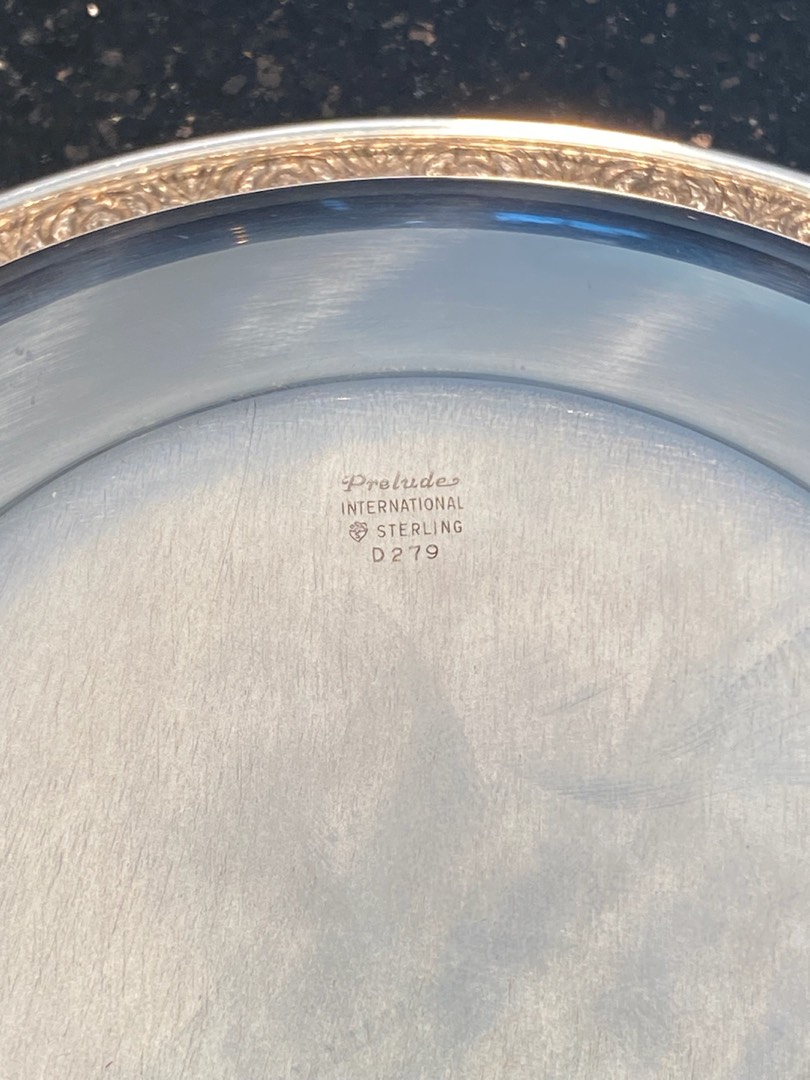 Prelude
INTERNATIONAL
STERLING
D279